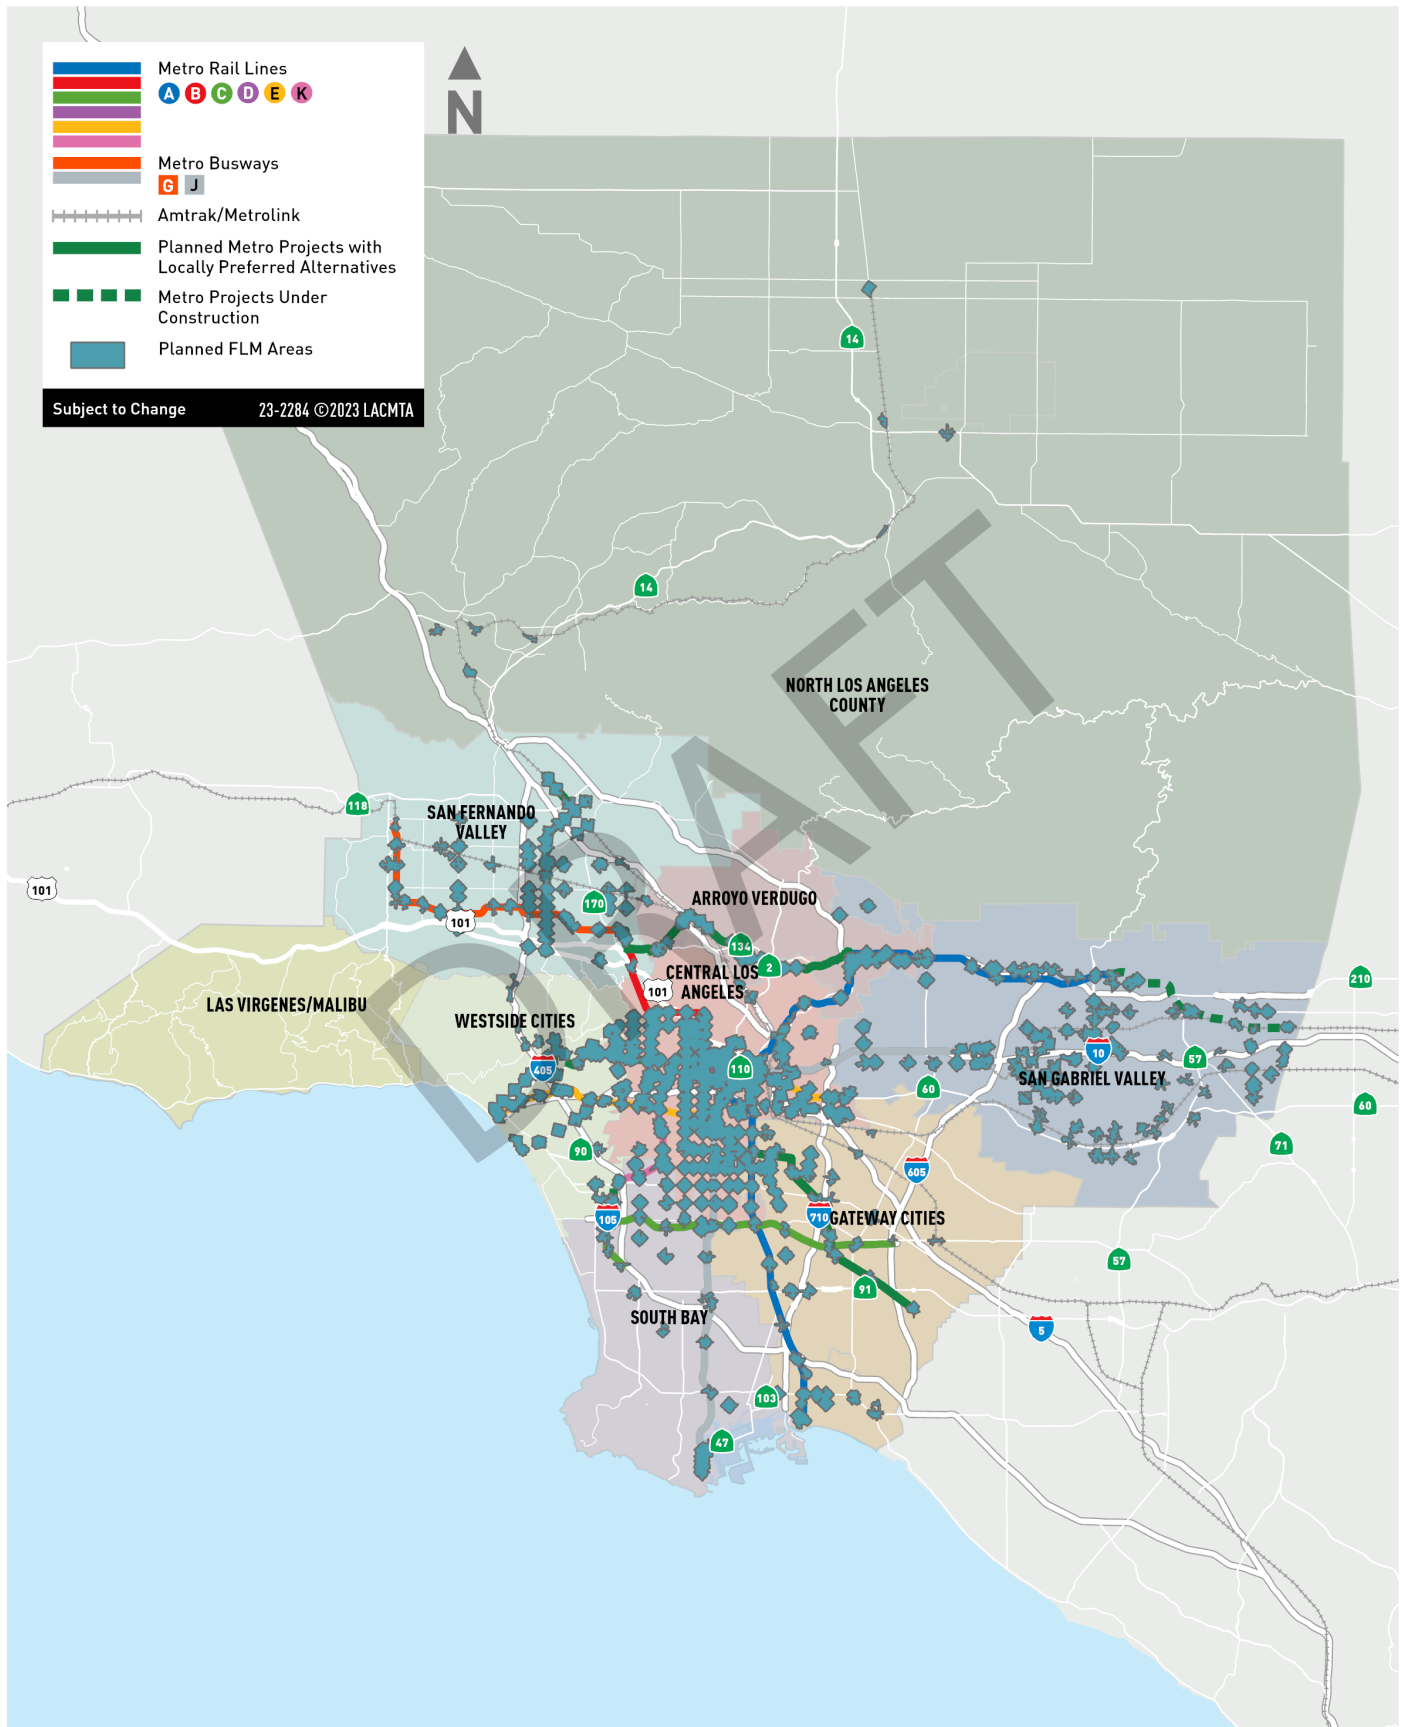 Metro Rail Lines
A B C D E K
Metro Busways
G J
Amtrak/Metrolink
Planned Metro Projects with
Locally Preferred Alternatives
Metro Projects Under
Construction
Planned FLM Areas
Subject to Change 23-2284 ©2023 LACMTA
N
14
14
NORTH LOS ANGELES
COUNTY
DRAFT
118
SAN FERNANDO
VALLEY
101
170
ARROYO VERDUGO
101
134
2
CENTRAL LOS
ANGELES
101
210
LAS VIRGENES/MALIBU
WESTSIDE CITIES
405
110
10
57
SAN GABRIEL VALLEY
60
60
90
71
605
105
710
GATEWAY CITIES
57
91
SOUTH BAY
5
103
47